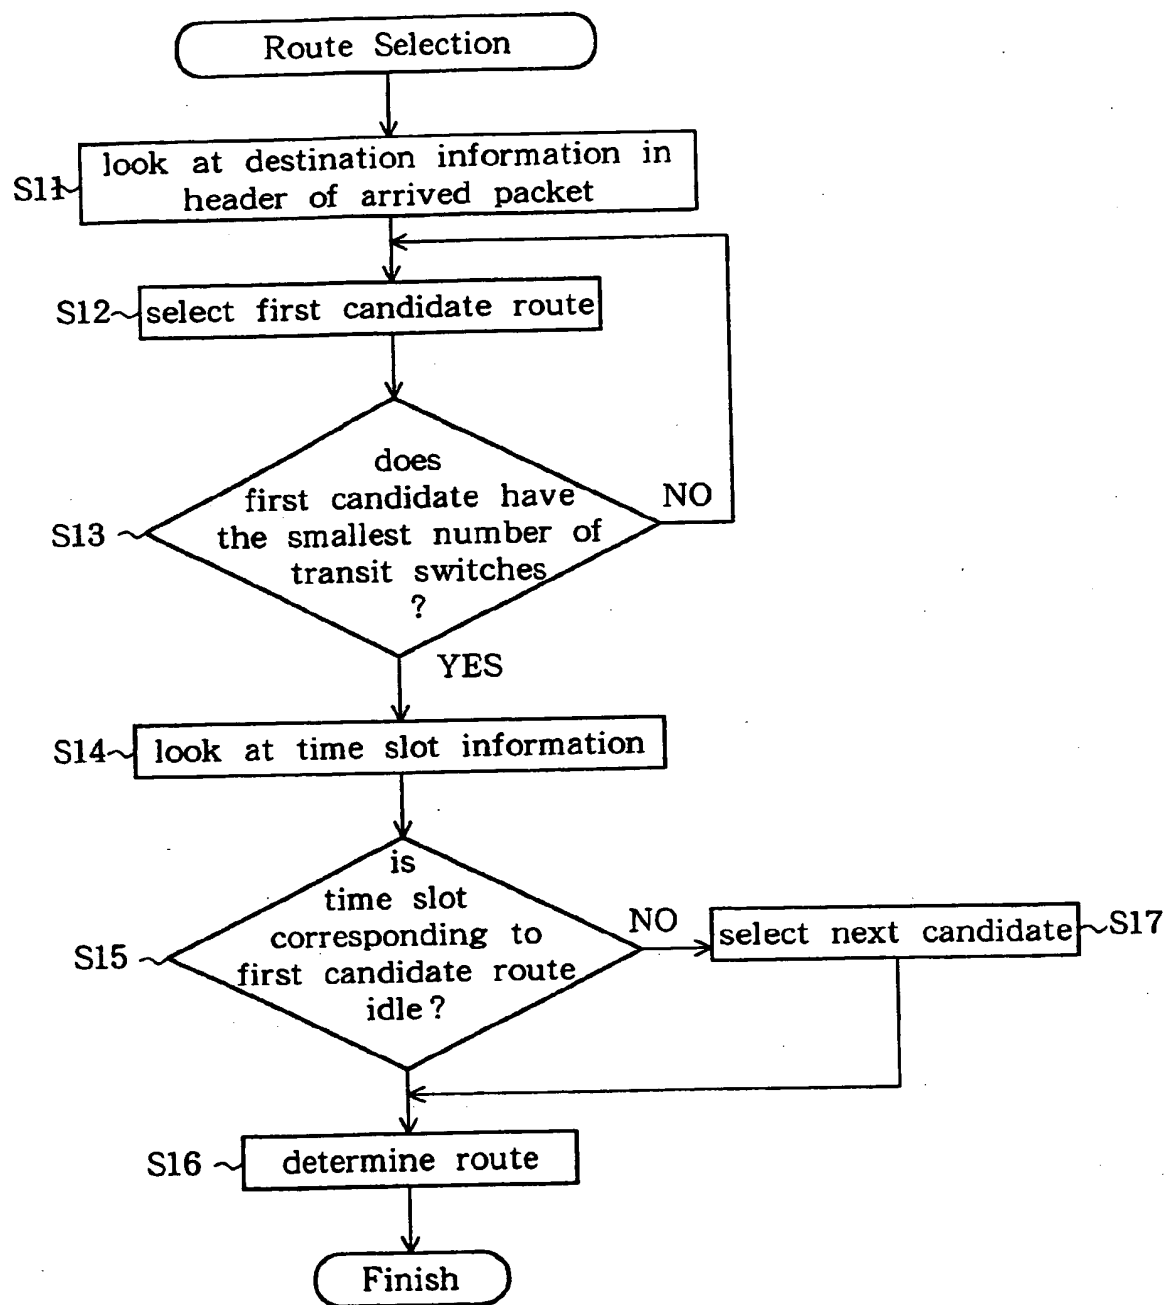 Route Selection
look at destination information in
header of arrived packet
S11
S12
select first candidate route
does
first candidate have
the smallest number of
transit switches
?
S13
NO
YES
S14
look at time slot information
is
time slot
corresponding to
first candidate route
idle?
S15
NO
select next candidate
S17
S16
determine route
Finish